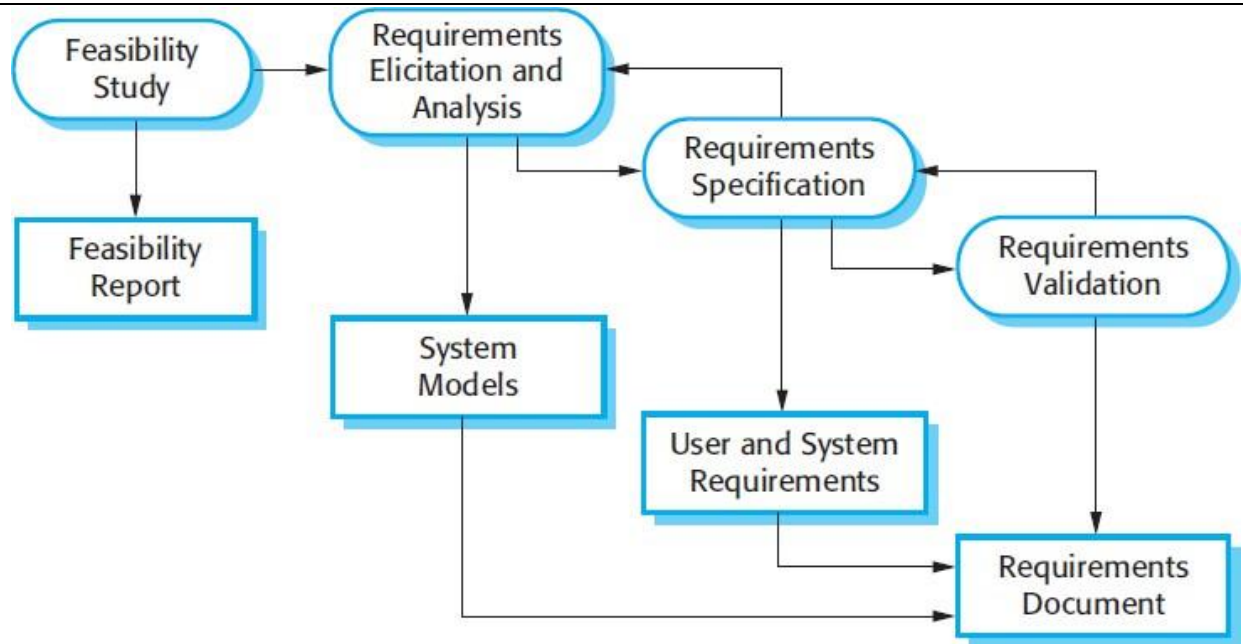 Feasibility
Study
Requirements
Elicitation and
Analysis
Requirements
Specification
Requirements
Validation
Feasibility
Report
System
Models
User and System
Requirements
Requirements
Document